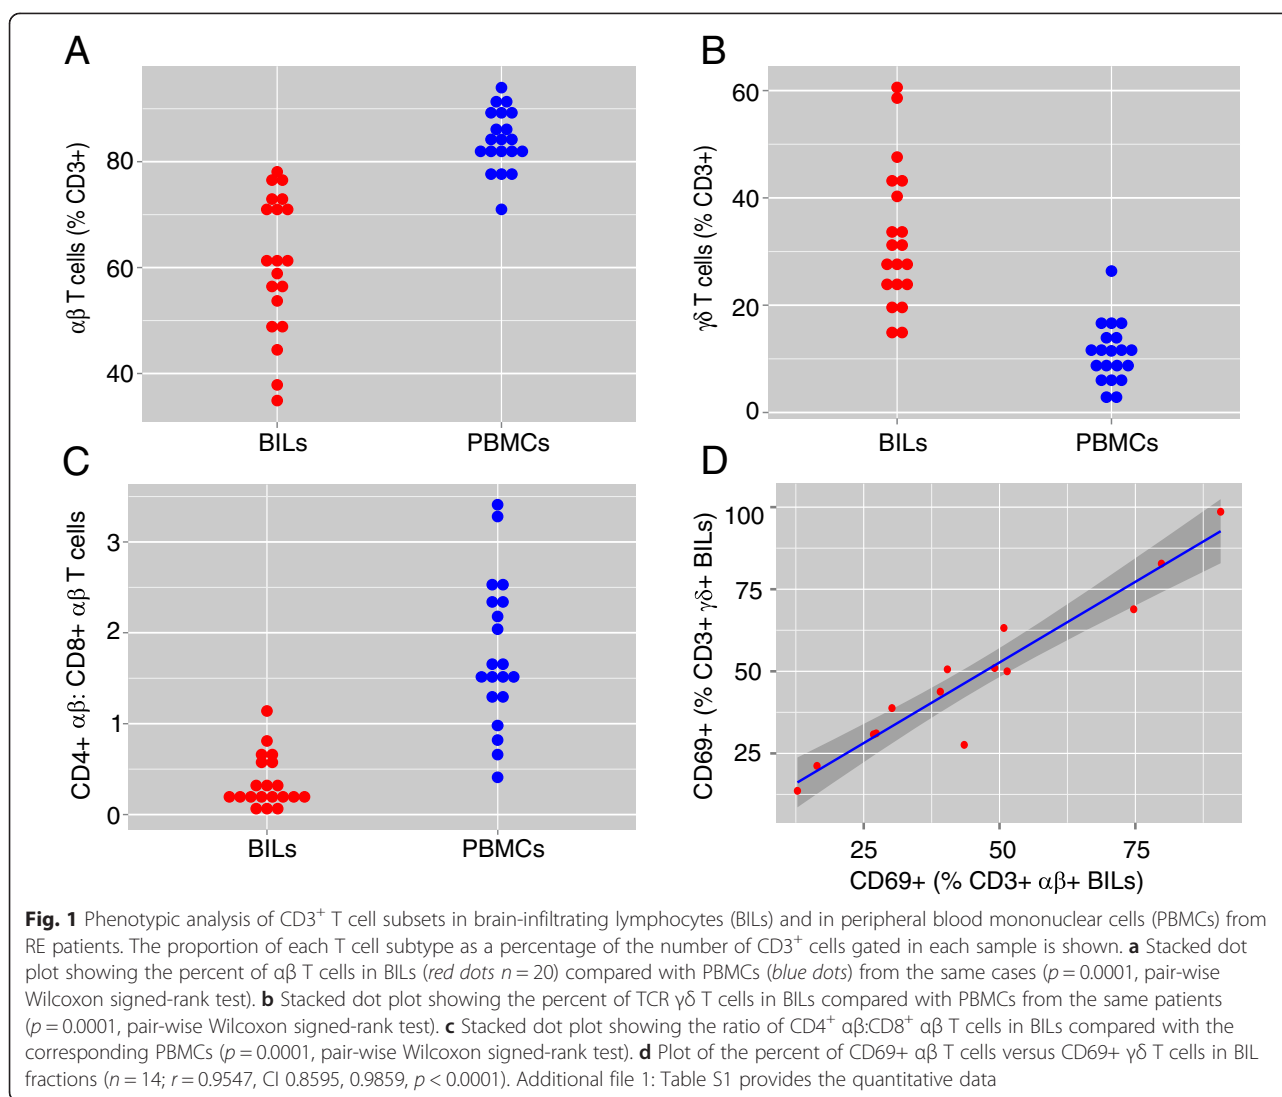 A
αβ T cells (% CD3+)
80
60
40
BILs
PBMCs
B
γδ T cells (% CD3+)
60
40
20
0
BILs
PBMCs
C
CD4+ αβ: CD8+ αβ T cells
3
2
1
0
BILs
PBMCs
D
CD69+ (% CD3+ γδ+ BILs)
100
75
50
25
25
50
75
CD69+ (% CD3+ αβ+ BILs)
Fig. 1 Phenotypic analysis of CD3⁺ T cell subsets in brain-infiltrating lymphocytes (BILs) and in peripheral blood mononuclear cells (PBMCs) from
RE patients. The proportion of each T cell subtype as a percentage of the number of CD3⁺ cells gated in each sample is shown. a Stacked dot
plot showing the percent of αβ T cells in BILs (red dots n = 20) compared with PBMCs (blue dots) from the same cases (p = 0.0001, pair-wise
Wilcoxon signed-rank test). b Stacked dot plot showing the percent of TCR γδ T cells in BILs compared with PBMCs from the same patients
(p = 0.0001, pair-wise Wilcoxon signed-rank test). c Stacked dot plot showing the ratio of CD4⁺ αβ:CD8⁺ αβ T cells in BILs compared with the
corresponding PBMCs (p = 0.0001, pair-wise Wilcoxon signed-rank test). d Plot of the percent of CD69+ αβ T cells versus CD69+ γδ T cells in BIL
fractions (n = 14; r = 0.9547, CI 0.8595, 0.9859, p < 0.0001). Additional file 1: Table S1 provides the quantitative data